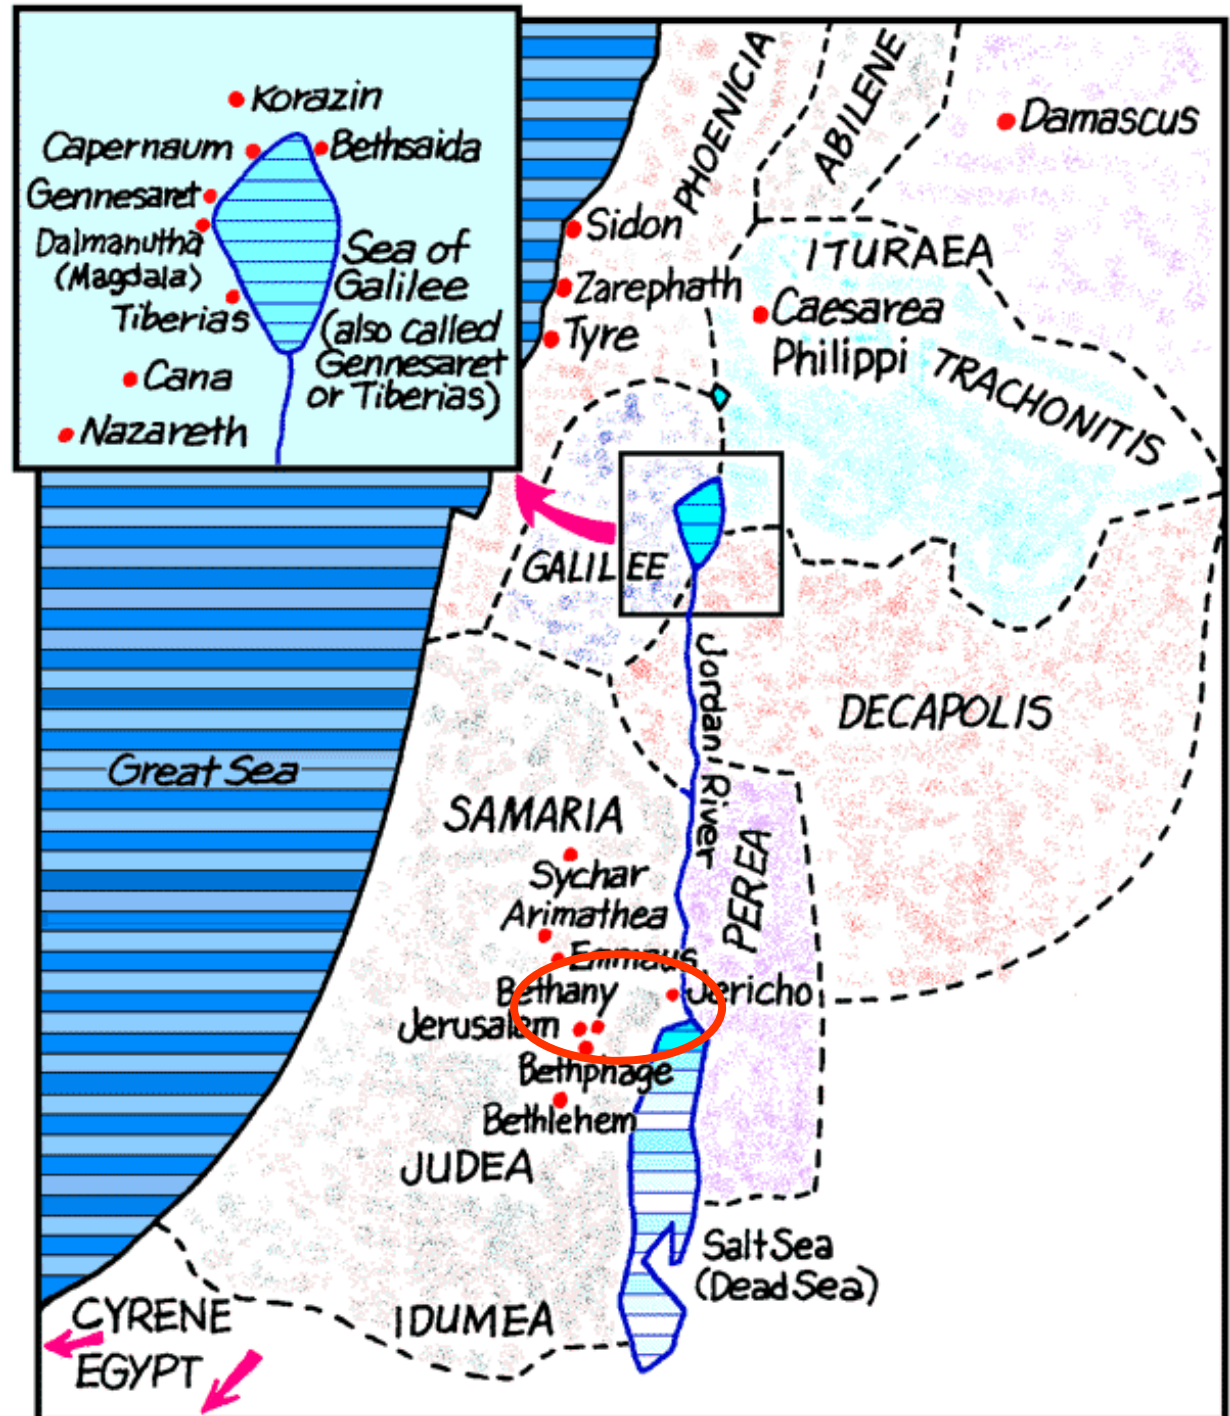 Korazin
Capernaum
Bethsaida
Gennesaret
Dalmanutha
(Magdala)
Tiberias
Sea of
Galilee
(also called
Gennesaret
or Tiberias)
Cana
Nazareth
PHOENICIA
ABILENE
Damascus
Sidon
ITURAEA
Zarephath
Caesarea
Philippi
Tyre
TRACHONITIS
GALILEE
Jordan River
DECAPOLIS
Great Sea
SAMARIA
PEREA
Sychar
Arimathea
Emmaus
Bethany
Jericho
Jerusalem
Bethphage
Bethlehem
JUDEA
Salt Sea
(Dead Sea)
CYRENE
IDUMEA
EGYPT